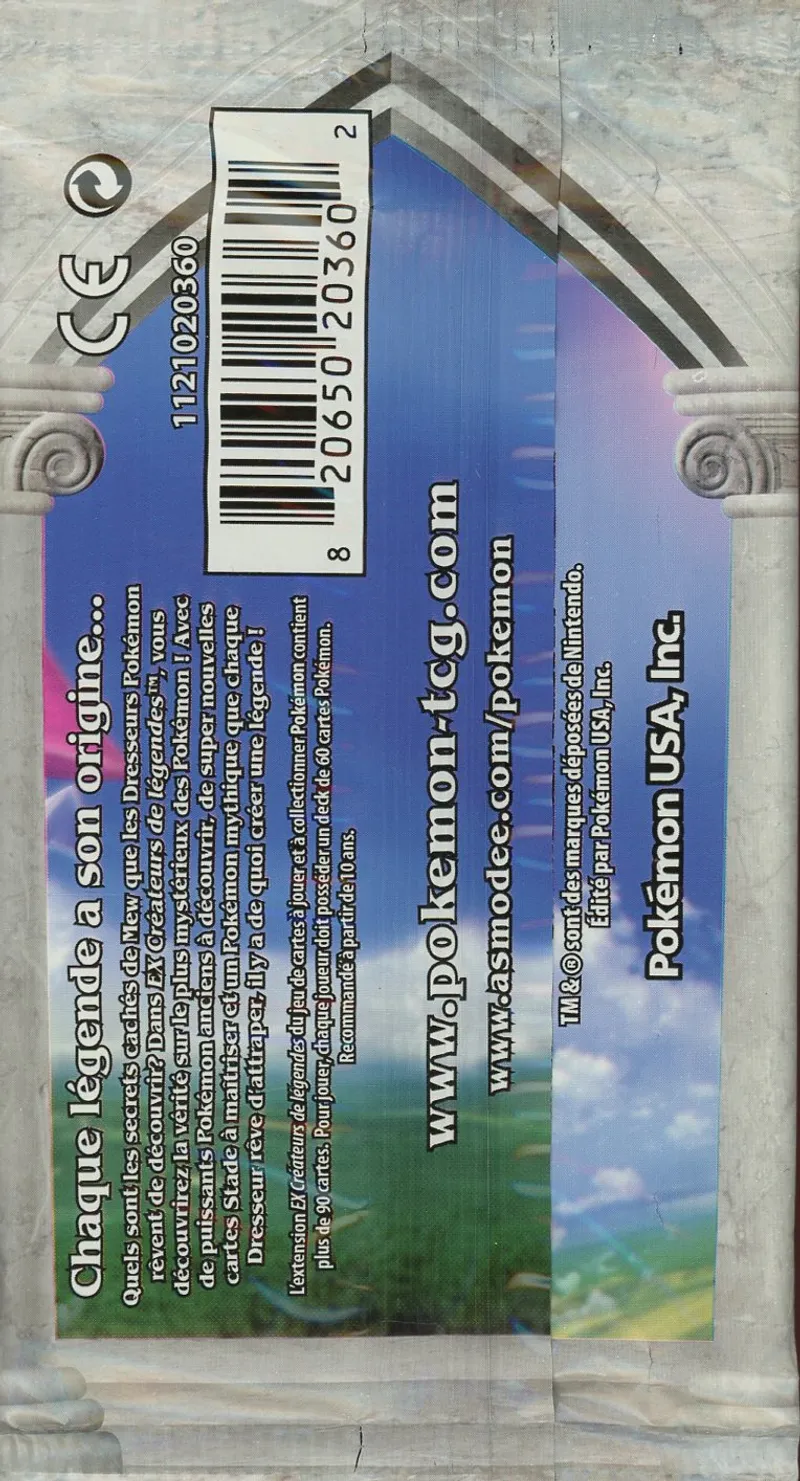 Chaque légende a son origine...
Quels sont les secrets cachés de Mew que les Dresseurs Pokémon
rêvent de découvrir? Dans EX Créateurs de légendes™, vous
découvrirez la vérité sur le plus mystérieux des Pokémon ! Avec
de puissants Pokémon anciens à découvrir, de super nouvelles
cartes Stade à maîtriser et un Pokémon mythique que chaque
Dresseur rêve d'attraper, il y a de quoi créer une légende !
L'extension EX Créateurs de légendes du jeu de cartes à jouer et à collectionner Pokémon contient
plus de 90 cartes. Pour jouer, chaque joueur doit posséder un deck de 60 cartes Pokémon.
Recommandé à partir de 10 ans.
CE
1121020360
8 20650 20360 2
www.pokemon-tcg.com
www.asmodee.com/pokemon
TM & ® sont des marques déposées de Nintendo.
Édité par Pokémon USA, Inc.
Pokémon USA, Inc.